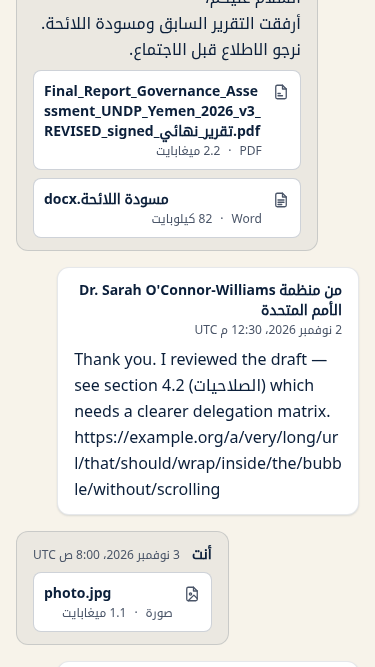 أرفقت التقرير السابق ومسودة اللائحة.
نرجو الاطلاع قبل الاجتماع.
Final_Report_Governance_Asse
ssment_UNDP_Yemen_2026_v3_
REVISED_signed_تقرير_نهائي.pdf
PDF · 2.2 ميغابايت
مسودة اللائحة.docx
Word · 82 كيلوبايت
Dr. Sarah O'Connor-Williams من منظمة
الأمم المتحدة
2 نوفمبر 2026، 12:30 م UTC
Thank you. I reviewed the draft —
see section 4.2 (الصلاحيات) which
needs a clearer delegation matrix.
https://example.org/a/very/long/ur
l/that/should/wrap/inside/the/bubb
le/without/scrolling
أنت 3 نوفمبر 2026، 8:00 ص UTC
photo.jpg
صورة · 1.1 ميغابايت